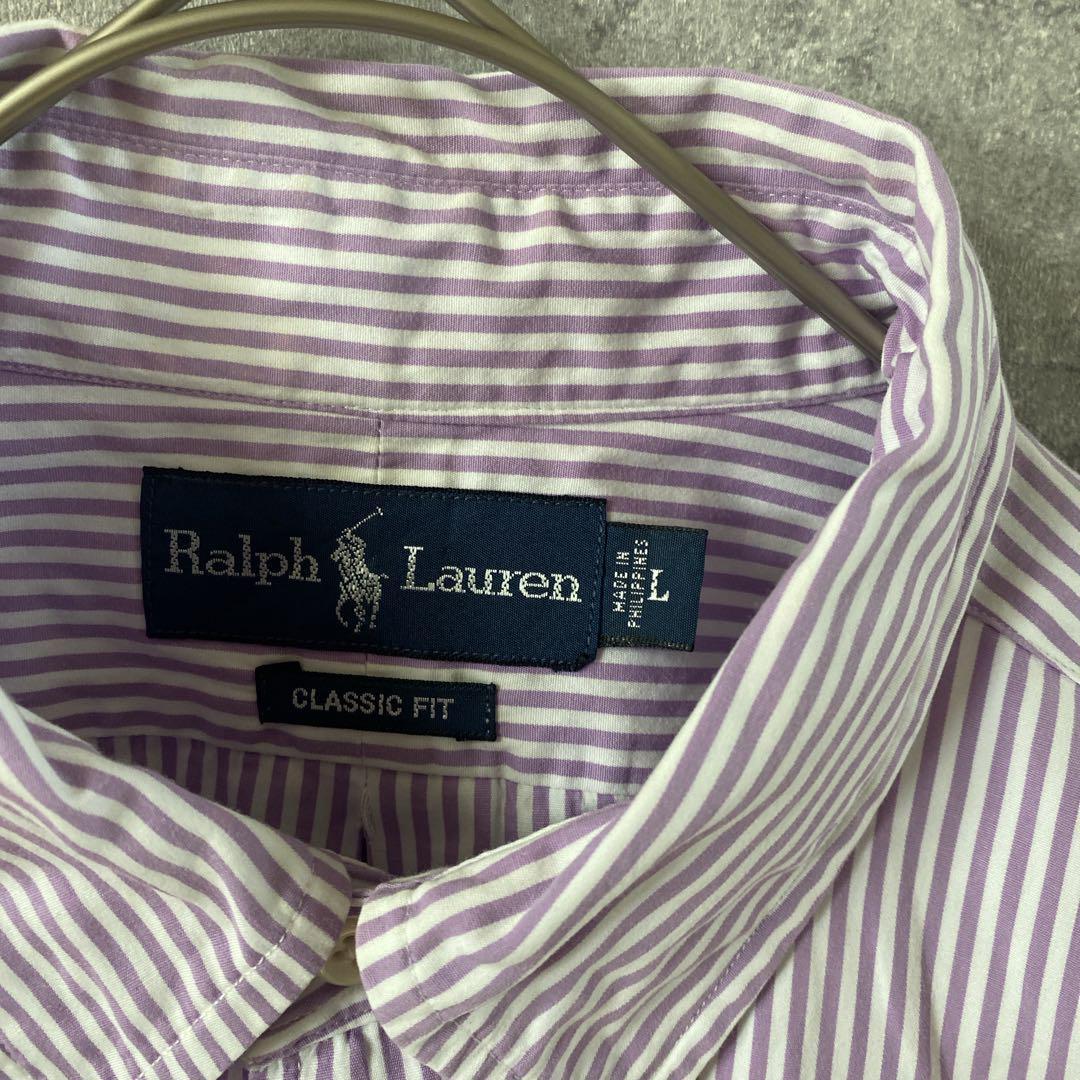 Ralph Lauren
MADE IN
PHILIPPINES
L
CLASSIC FIT